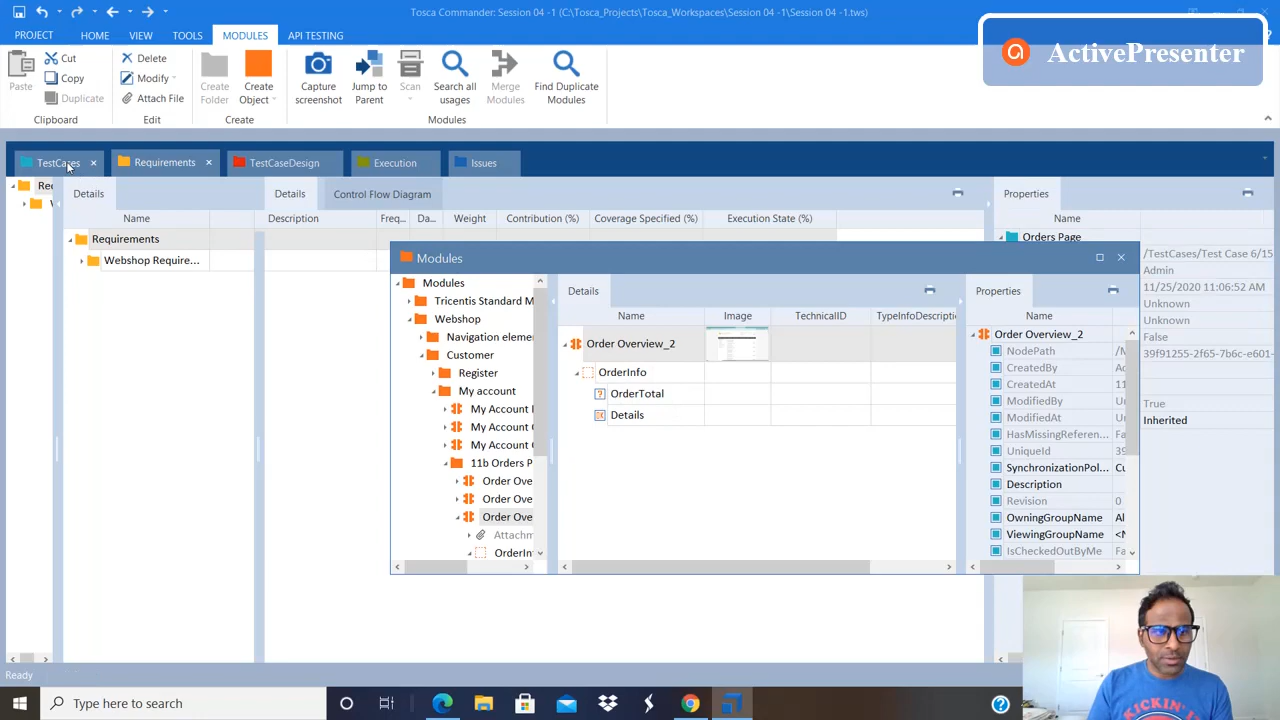 Tosca Commander: Session 04 -1 (C:\Tosca_Projects\Tosca_Workspaces\Session 04 -1\Session 04 -1.tws)
ActivePresenter
PROJECT HOME VIEW TOOLS MODULES API TESTING
Paste Cut Copy Duplicate
Delete Modify Attach File
Create Folder Create Object
Capture screenshot Jump to Parent Scan Search all usages Merge Modules Find Duplicate Modules
Clipboard Edit Create Modules
TestCases Requirements TestCaseDesign Execution Issues
Details Details Control Flow Diagram Properties
Name Description Freq... Da... Weight Contribution (%) Coverage Specified (%) Execution State (%) Name
Requirements Orders Page
Webshop Require...
/TestCases/Test Case 6/15
Admin
11/25/2020 11:06:52 AM
Unknown
Unknown
False
39f91255-2f65-7b6c-e601-
True
Inherited
Modules
Modules
Tricentis Standard M
Webshop
Navigation eleme
Customer
Register
My account
My Account
My Account
My Account
11b Orders P
Order Ove
Order Ove
Order Ove
Attachm
OrderIn
Details
Name Image TechnicalID TypeInfoDescripti
Order Overview_2
OrderInfo
OrderTotal
Details
Properties
Name
Order Overview_2
NodePath
CreatedBy
CreatedAt 11
ModifiedBy
ModifiedAt
HasMissingReferen... Fa
UniqueId 39
SynchronizationPol... Cu
Description
Revision 0
OwningGroupName Al
ViewingGroupName
IsCheckedOutByMe Fa
Ready
Type here to search
KICKIN'